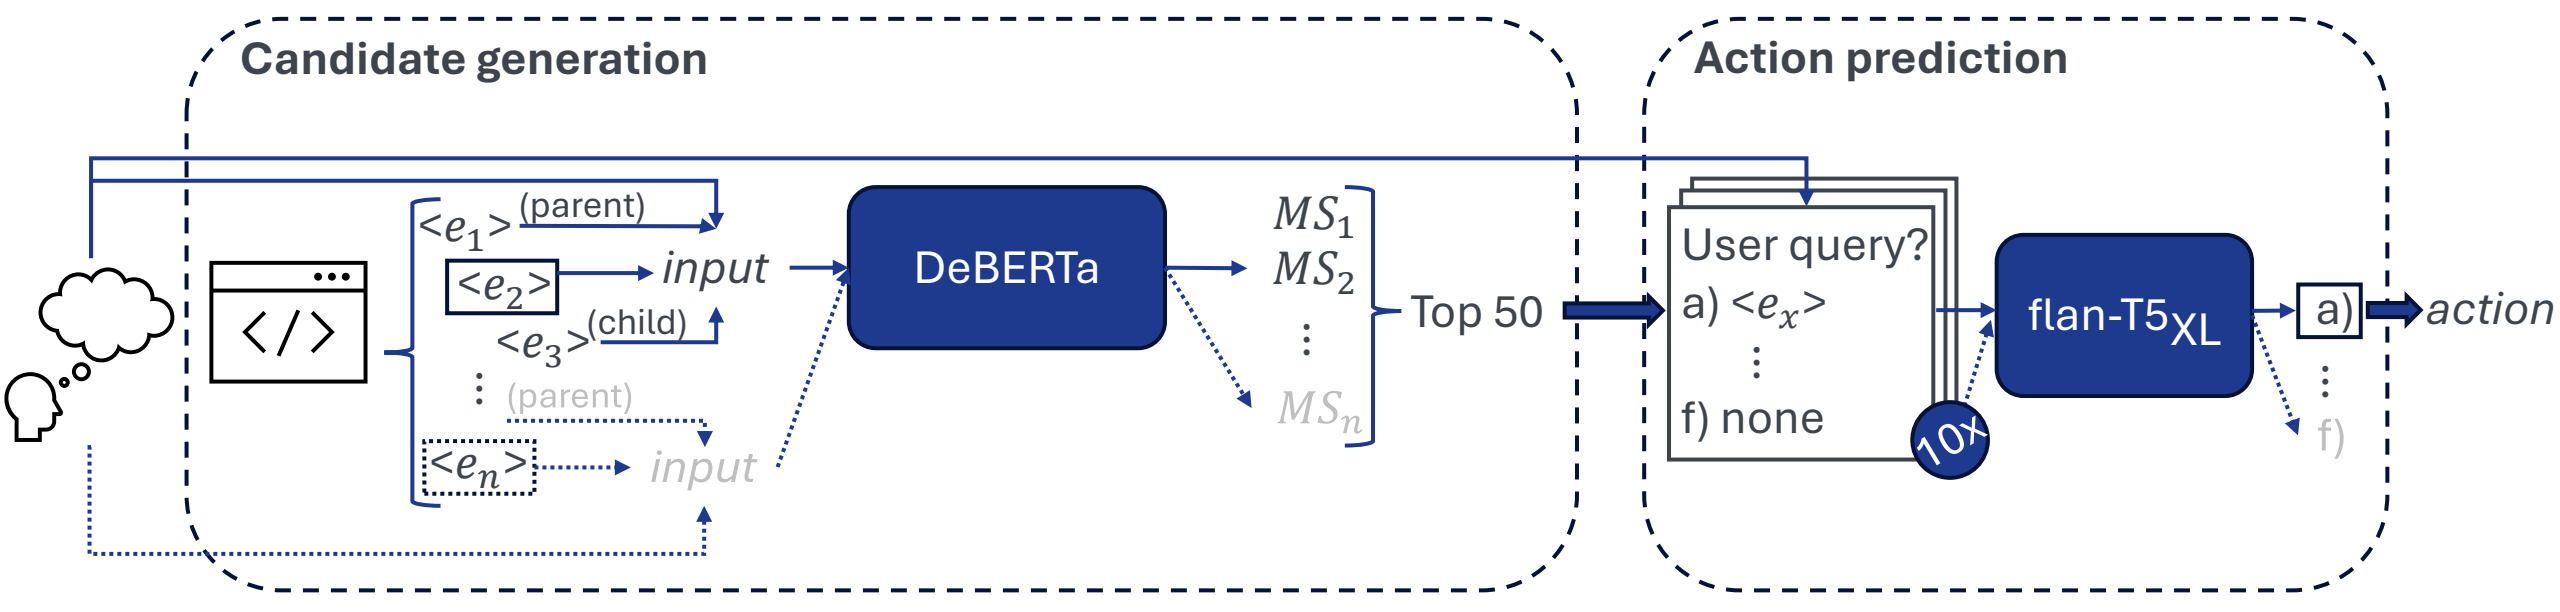 Candidate generation
Action prediction
<e₁>
(parent)
<e₂>
input
<e₃>
(child)
⋮
(parent)
<eₙ>
input
</>
DeBERTa
MS₁
MS₂
⋮
MSₙ
Top 50
User query?
a) <eₓ>
⋮
f) none
10x
flan-T5XL
a)
⋮
f)
action